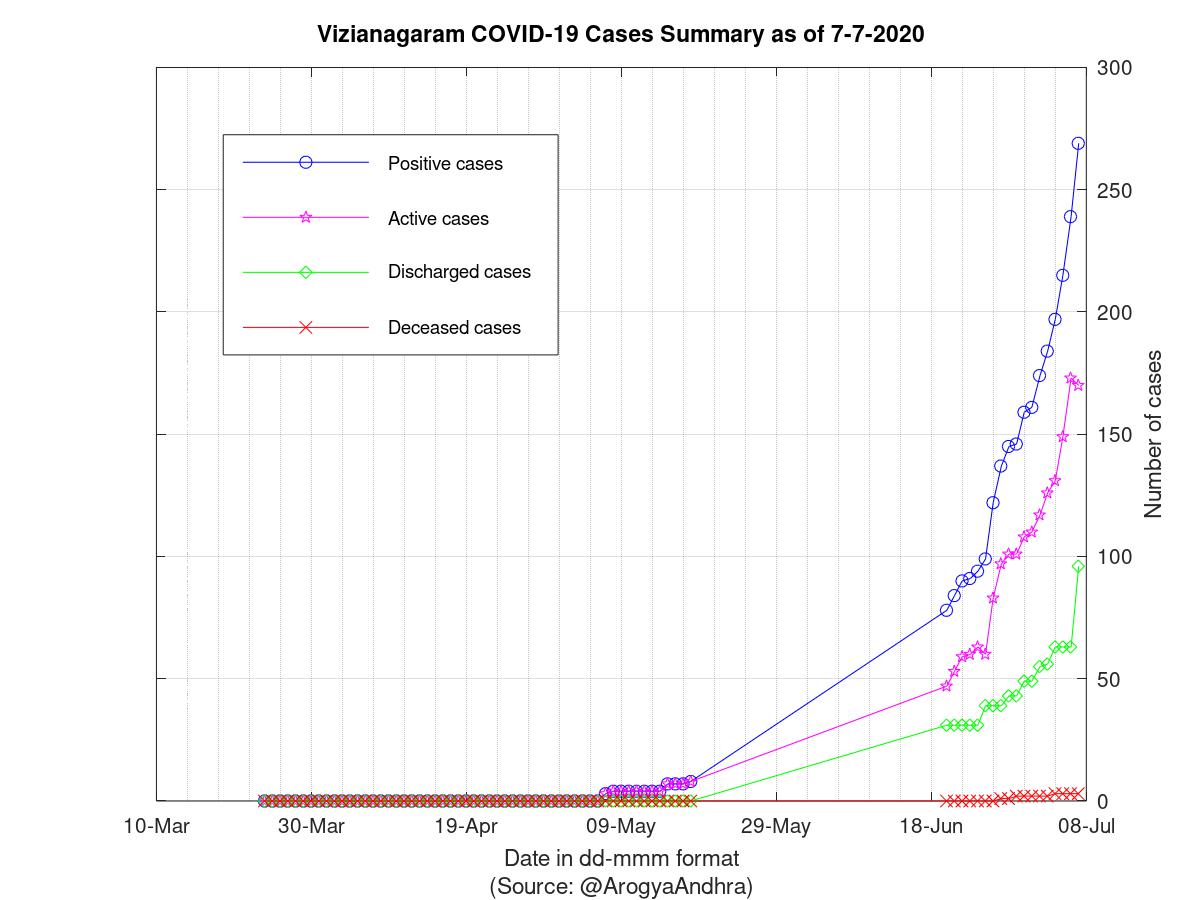 Vizianagaram COVID-19 Cases Summary as of 7-7-2020
300
250
200
150
100
50
0
Number of cases
Positive cases
Active cases
Discharged cases
Deceased cases
10-Mar 30-Mar 19-Apr 09-May 29-May 18-Jun 08-Jul
Date in dd-mmm format
(Source: @ArogyaAndhra)